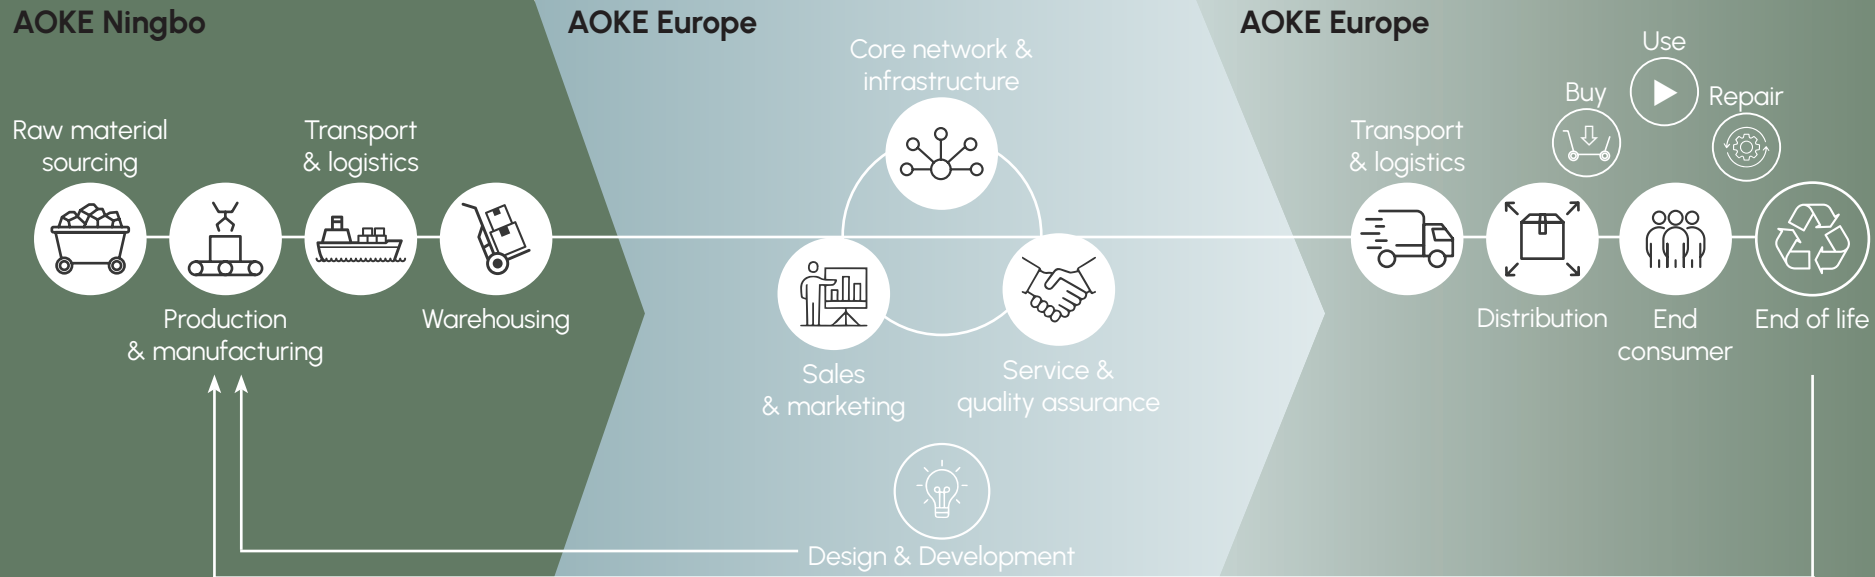 AOKE Ningbo
Raw material
sourcing
Production
& manufacturing
Transport
& logistics
Warehousing
AOKE Europe
Core network &
infrastructure
Sales
& marketing
Service &
quality assurance
Design & Development
AOKE Europe
Transport
& logistics
Distribution
Buy
Use
Repair
End
consumer
End of life